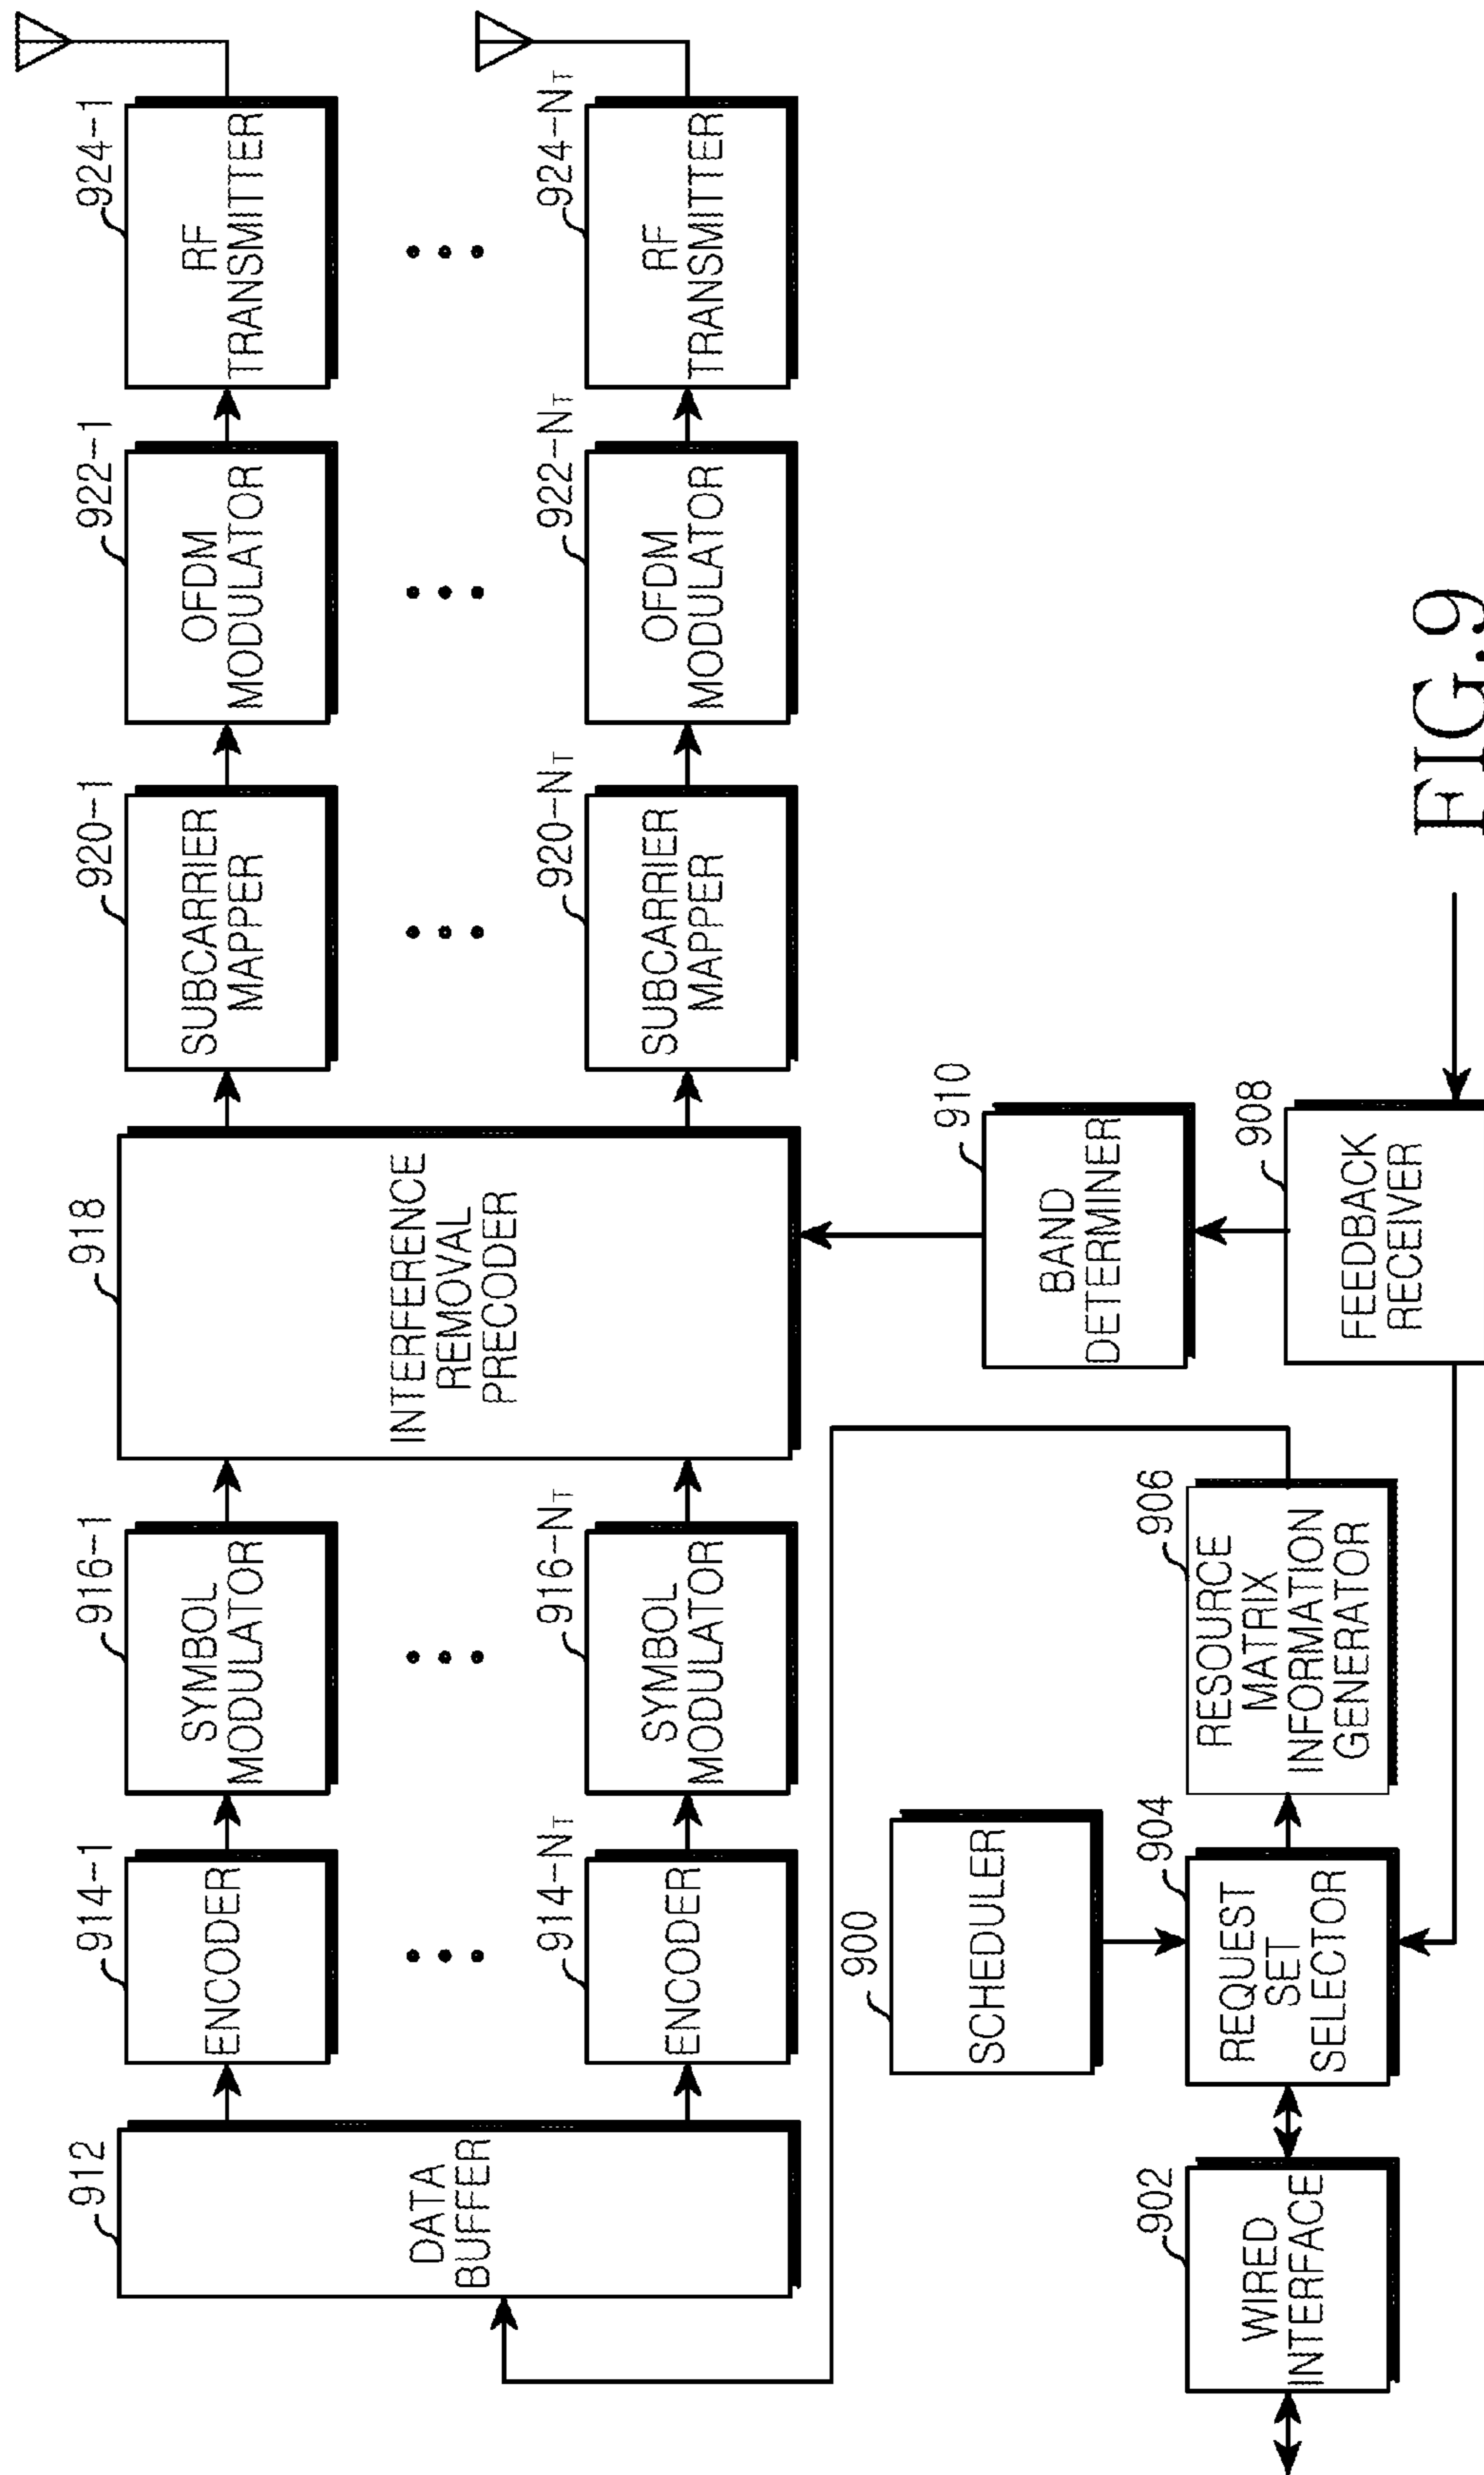 912
DATA
BUFFER
914-1
ENCODER
914-NT
ENCODER
916-1
SYMBOL
MODULATOR
916-NT
SYMBOL
MODULATOR
918
INTERFERENCE
REMOVAL
PRECODER
920-1
SUBCARRIER
MAPPER
920-NT
SUBCARRIER
MAPPER
922-1
OFDM
MODULATOR
922-NT
OFDM
MODULATOR
924-1
RF
TRANSMITTER
924-NT
RF
TRANSMITTER
900
SCHEDULER
902
WIRED
INTERFACE
904
REQUEST
SET
SELECTOR
906
RESOURCE
MATRIX
INFORMATION
GENERATOR
910
BAND
DETERMINER
908
FEEDBACK
RECEIVER
FIG.9